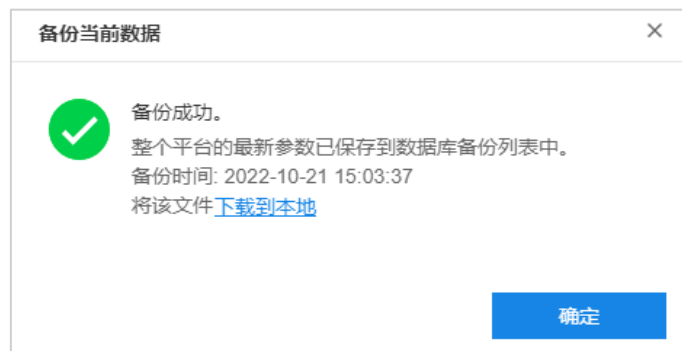 备份当前数据
备份成功。
整个平台的最新参数已保存到数据库备份列表中。
备份时间: 2022-10-21 15:03:37
将该文件下载到本地
确定